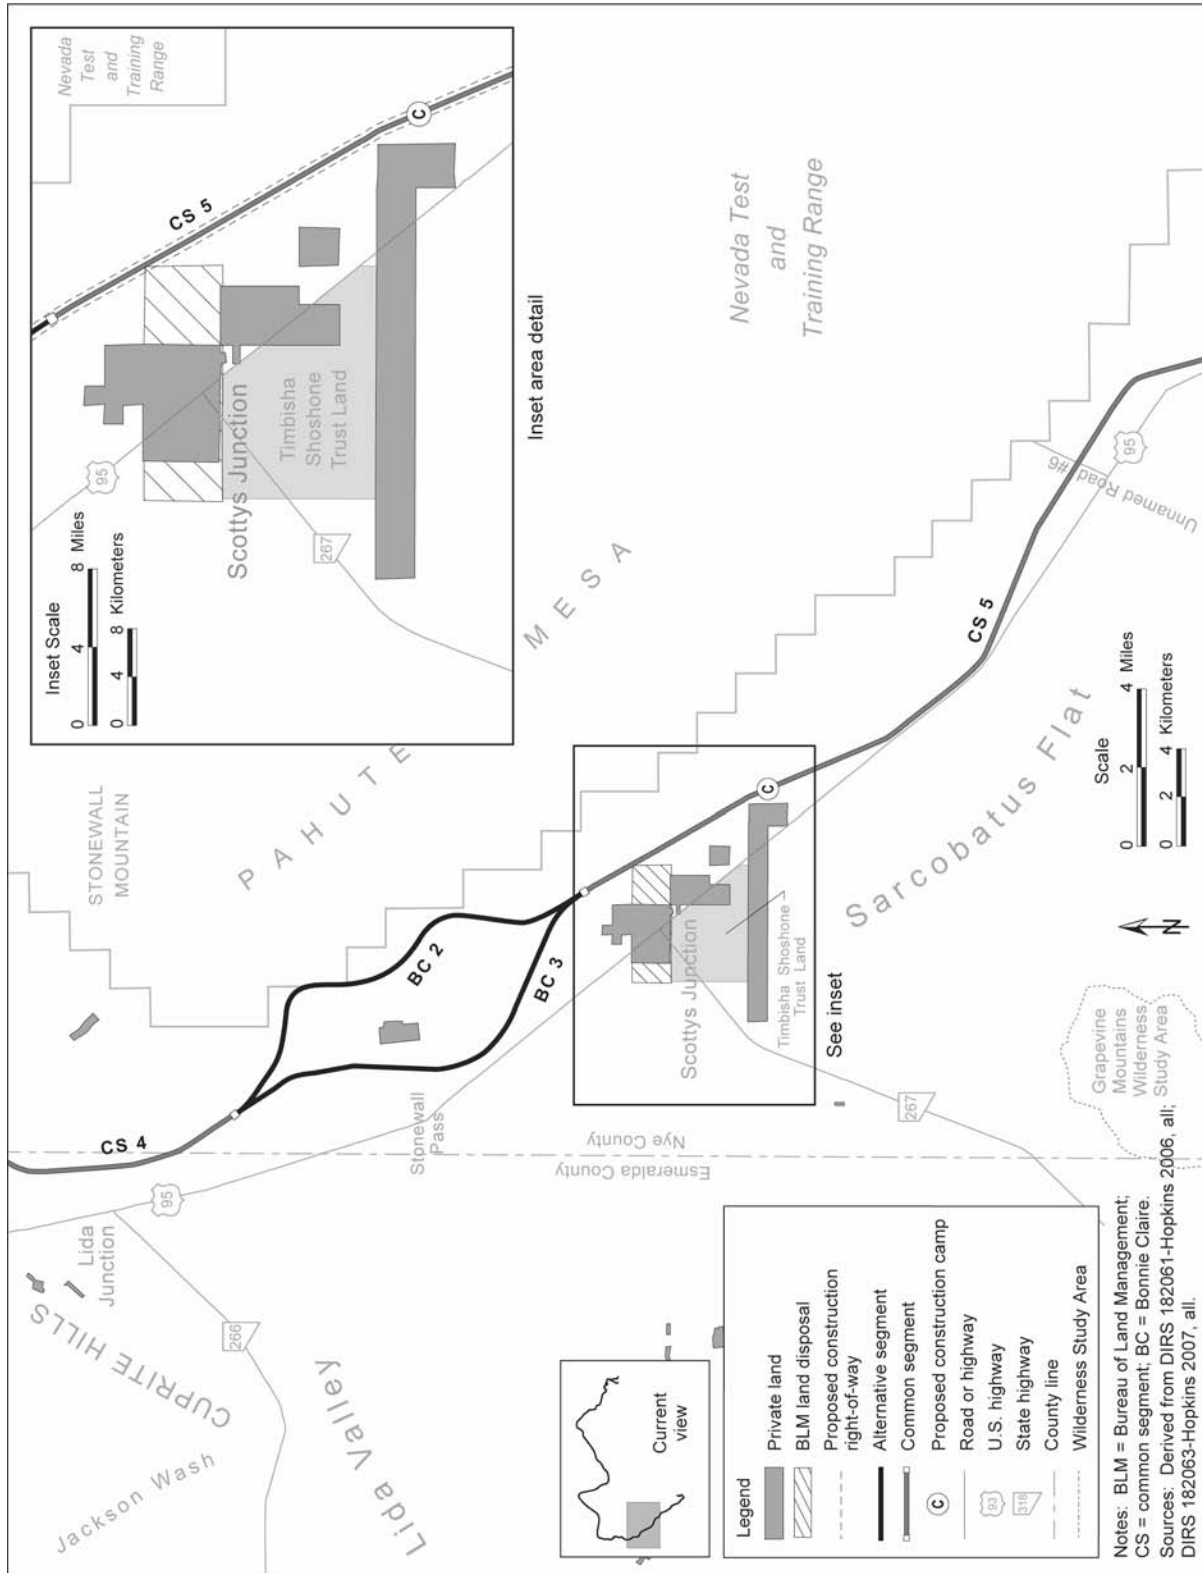 Nevada
Test
and
Training
Range
CS 5
C
Inset Scale
0 4 8 Miles
0 4 8 Kilometers
95
Scottys Junction
Timbisha
Shoshone
Trust Land
267
Inset area detail
STONEWALL
MOUNTAIN
PAHUTE MESA
Nevada Test
and
Training Range
CUPRITE HILLS
Lida
Junction
95
CS 4
266
Jackson Wash
Lida Valley
Stonewall
Pass
BC 2
BC 3
Esmeralda County
Nye County
Scottys Junction
Timbisha Shoshone
Trust Land
C
See inset
267
CS 5
Sarcobatus Flat
95
Unnamed Road #6
Grapevine
Mountains
Wilderness
Study Area
N
Scale
0 2 4 Miles
0 2 4 Kilometers
Current
view
Legend
Private land
BLM land disposal
Proposed construction
right-of-way
Alternative segment
Common segment
C Proposed construction camp
Road or highway
93 U.S. highway
318 State highway
County line
Wilderness Study Area
Notes: BLM = Bureau of Land Management;
CS = common segment; BC = Bonnie Claire.
Sources: Derived from DIRS 182061-Hopkins 2006, all;
DIRS 182063-Hopkins 2007, all.